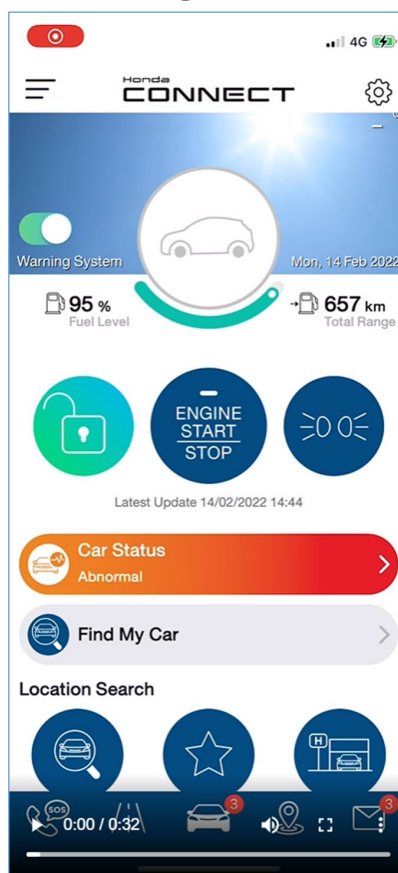 4G
Honda
CONNECT
Warning System
Mon, 14 Feb 2022
95 %
Fuel Level
657 km
Total Range
ENGINE
START
STOP
Latest Update 14/02/2022 14:44
Car Status
Abnormal
Find My Car
Location Search
H
SOS
0:00 / 0:32
3
3